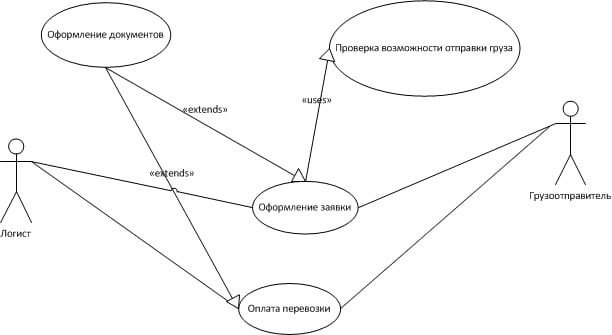 Оформление документов
Проверка возможности отправки груза
«extends»
«uses»
«extends»
Грузоотправитель
Оформление заявки
Логист
Оплата перевозки